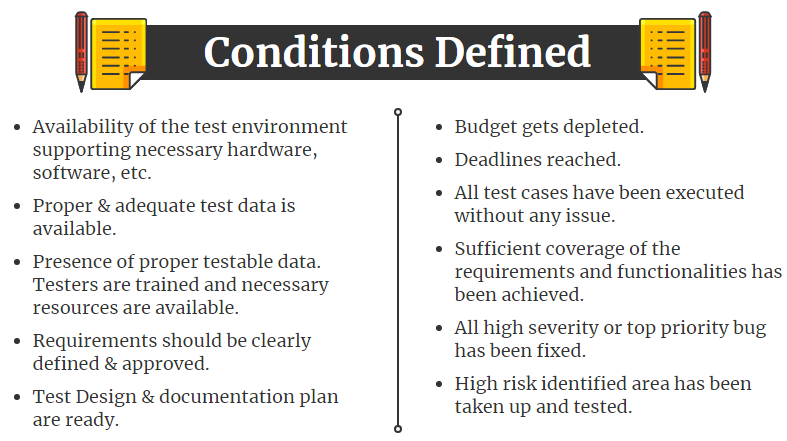 Conditions Defined
• Availability of the test environment
supporting necessary hardware,
software, etc.
• Proper & adequate test data is
available.
• Presence of proper testable data.
Testers are trained and necessary
resources are available.
• Requirements should be clearly
defined & approved.
• Test Design & documentation plan
are ready.
• Budget gets depleted.
• Deadlines reached.
• All test cases have been executed
without any issue.
• Sufficient coverage of the
requirements and functionalities has
been achieved.
• All high severity or top priority bug
has been fixed.
• High risk identified area has been
taken up and tested.